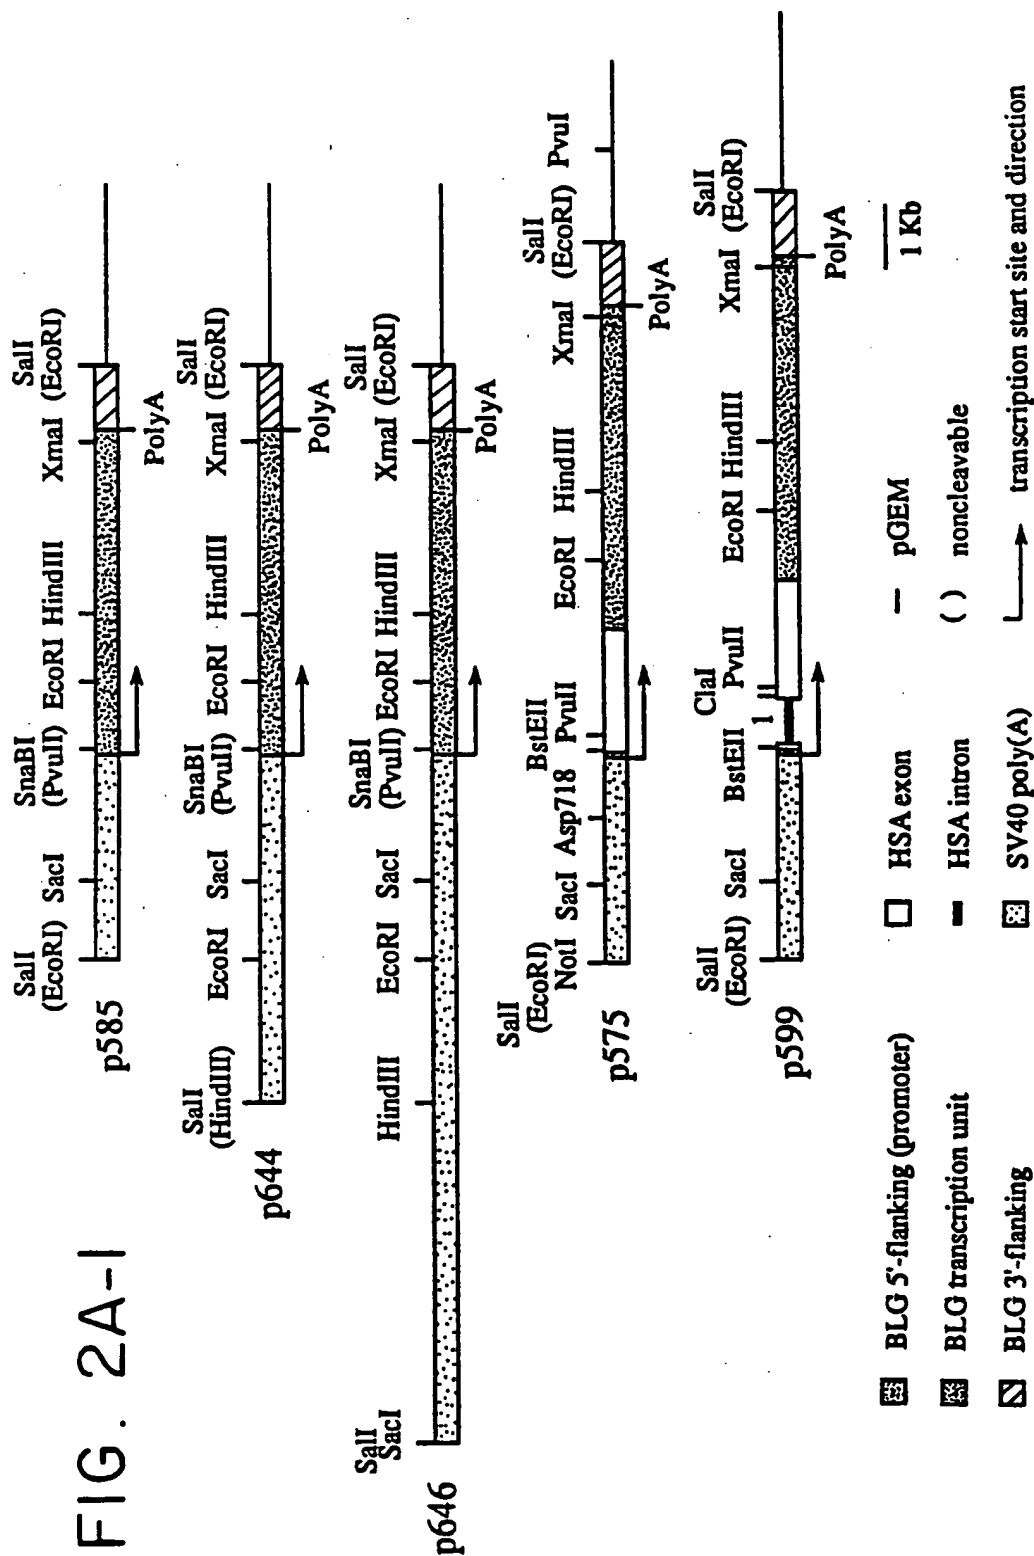 FIG. 2A-1
SalI
(EcoRI) SacI SnaBI
(PvuII) EcoRI HindIII XmaI SalI
(EcoRI)
p585
PolyA
SalI
(HindIII) EcoRI SacI SnaBI
(PvuII) EcoRI HindIII XmaI SalI
(EcoRI)
p644
PolyA
SalI
SacI HindIII EcoRI SacI SnaBI
(PvuII) EcoRI HindIII XmaI SalI
(EcoRI)
p646
PolyA
SalI
(EcoRI)
NotI SacI Asp718 BstEII
PvuII EcoRI HindIII XmaI SalI
(EcoRI) PvuI
p575
PolyA
SalI
(EcoRI) SacI BstEII 1 ClaI
PvuII EcoRI HindIII XmaI SalI
(EcoRI)
p599
PolyA
BLG 5'-flanking (promoter) HSA exon pGEM 1 Kb
BLG transcription unit HSA intron ( ) noncleavable
BLG 3'-flanking SV40 poly(A) transcription start site and direction